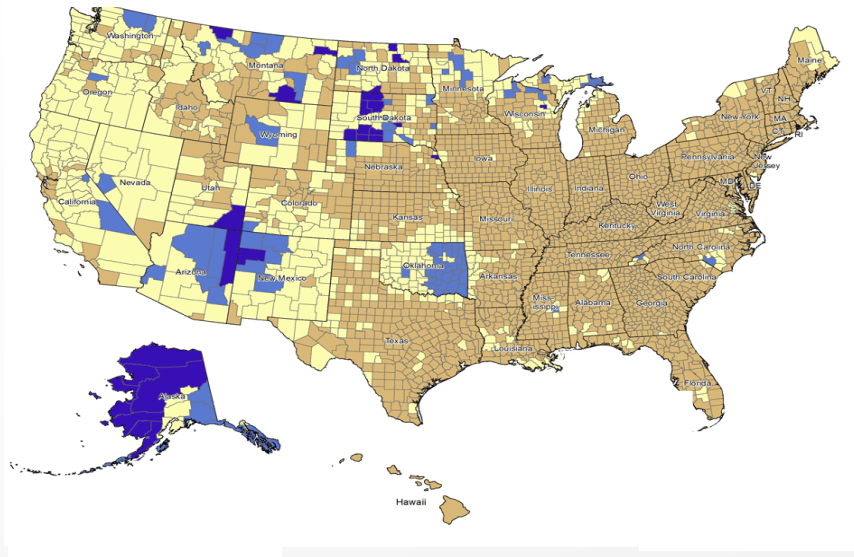 Washington
Maine
Montana
North Dakota
Minnesota
Oregon
VT
NH
Idaho
South Dakota
Wisconsin
New York
MA
CT
RI
Michigan
Wyoming
Iowa
Pennsylvania
New
Jersey
Nebraska
Nevada
Utah
Ohio
Illinois
Indiana
MD
DE
California
Colorado
West
Virginia
Virginia
Kansas
Missouri
Kentucky
North Carolina
Tennessee
Arizona
New Mexico
Oklahoma
Arkansas
South Carolina
Miss-
issippi
Alabama
Georgia
Texas
Louisiana
Florida
Alaska
Hawaii